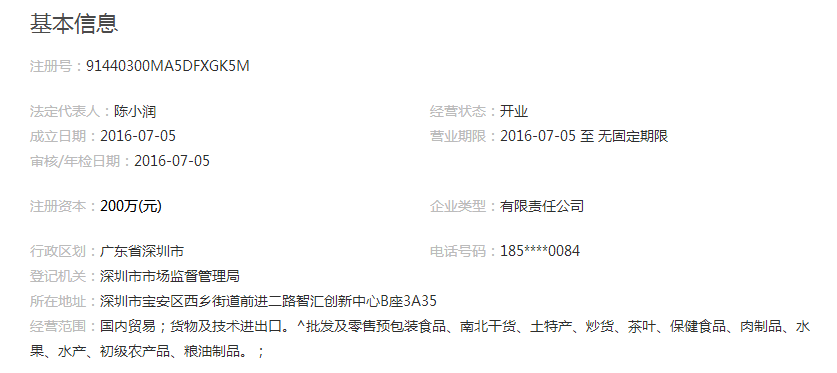 基本信息
注册号：91440300MA5DFXGK5M
法定代表人：陈小润 经营状态：开业
成立日期：2016-07-05 营业期限：2016-07-05 至 无固定期限
审核/年检日期：2016-07-05
注册资本：200万(元) 企业类型：有限责任公司
行政区划：广东省深圳市 电话号码：185****0084
登记机关：深圳市市场监督管理局
所在地址：深圳市宝安区西乡街道前进二路智汇创新中心B座3A35
经营范围：国内贸易；货物及技术进出口。^批发及零售预包装食品、南北干货、土特产、炒货、茶叶、保健食品、肉制品、水
果、水产、初级农产品、粮油制品。；